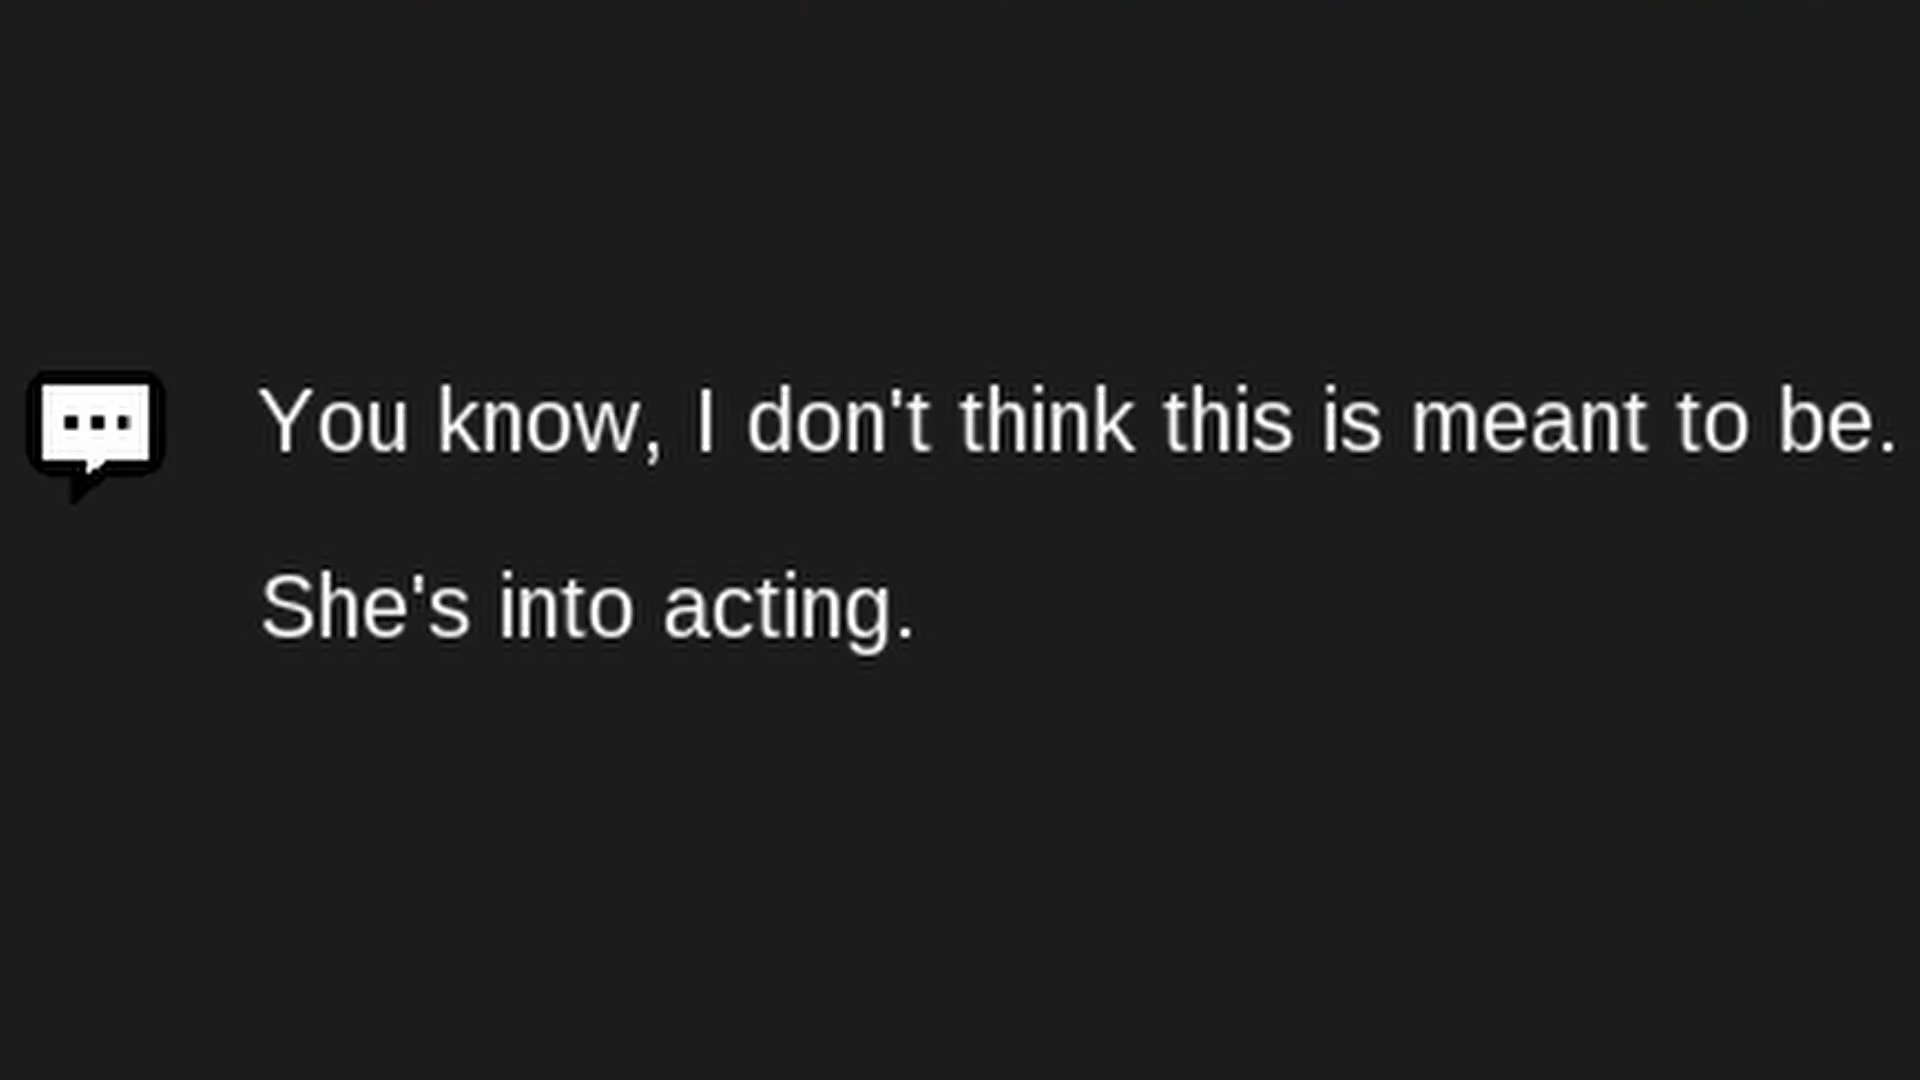 You know, I don't think this is meant to be.
She's into acting.